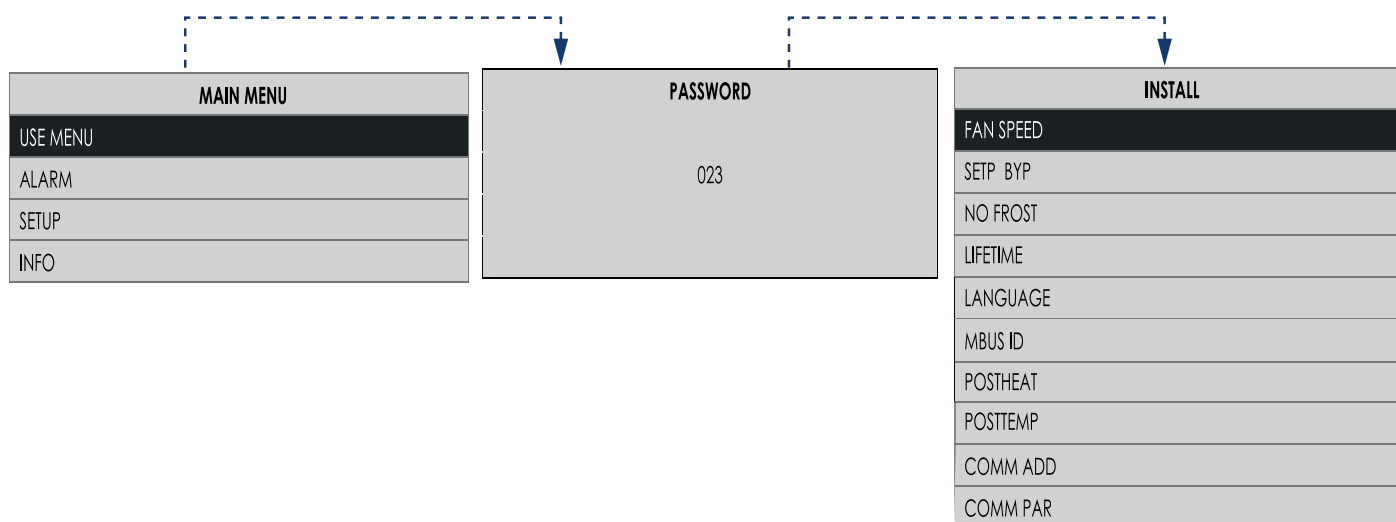 MAIN MENU
USE MENU
ALARM
SETUP
INFO
PASSWORD
023
INSTALL
FAN SPEED
SETP BYP
NO FROST
LIFETIME
LANGUAGE
MBUS ID
POSTHEAT
POSTTEMP
COMM ADD
COMM PAR